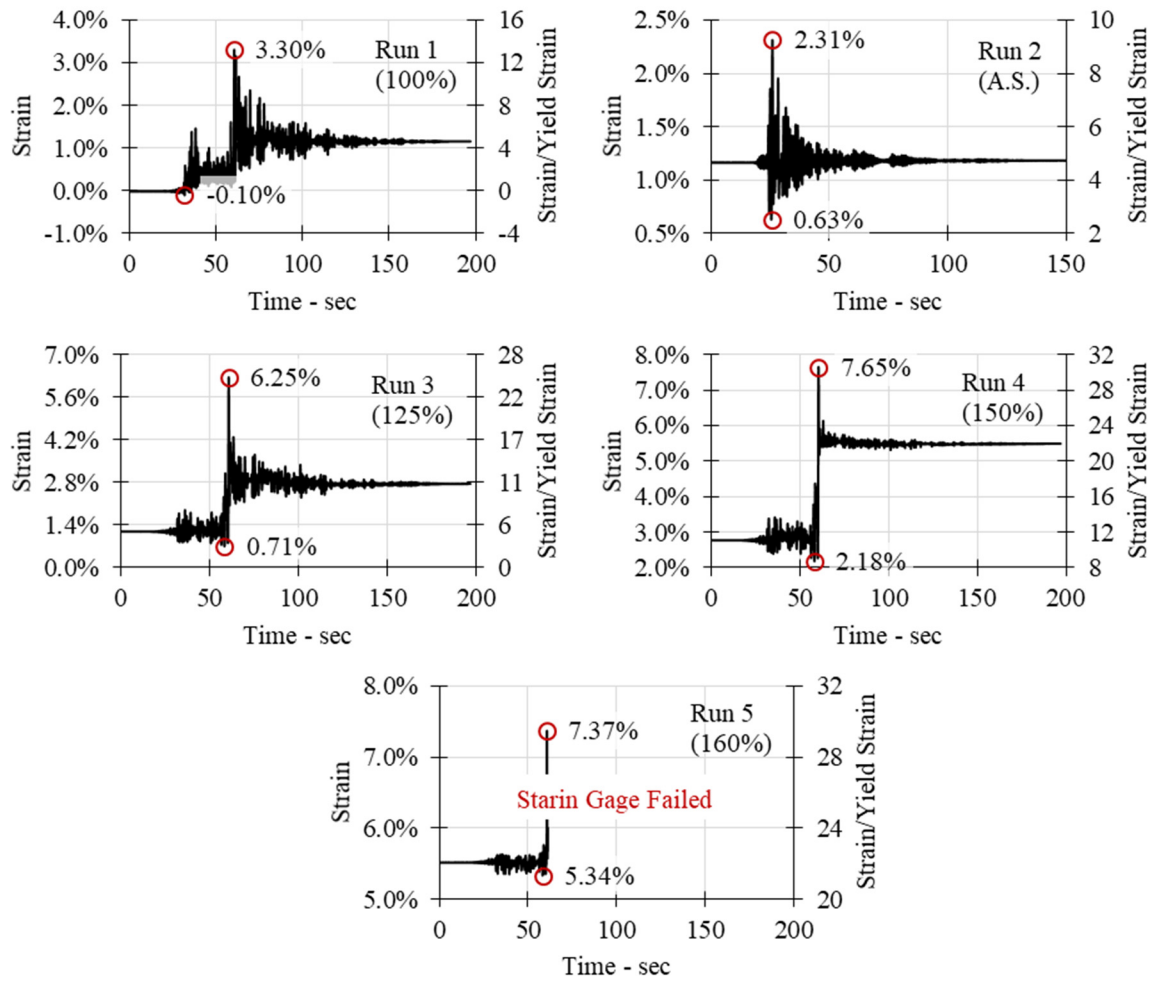 4.0%
3.0%
2.0%
1.0%
0.0%
-1.0%
Strain
3.30%
-0.10%
Run 1
(100%)
16
12
8
4
0
-4
Strain/Yield Strain
0 50 100 150 200
Time - sec
2.5%
2.0%
1.5%
1.0%
0.5%
Strain
2.31%
0.63%
Run 2
(A.S.)
10
8
6
4
2
Strain/Yield Strain
0 50 100 150
Time - sec
7.0%
5.6%
4.2%
2.8%
1.4%
0.0%
Strain
6.25%
0.71%
Run 3
(125%)
28
22
17
11
6
0
Strain/Yield Strain
0 50 100 150 200
Time - sec
8.0%
7.0%
6.0%
5.0%
4.0%
3.0%
2.0%
Strain
7.65%
2.18%
Run 4
(150%)
32
28
24
20
16
12
8
Strain/Yield Strain
0 50 100 150 200
Time - sec
8.0%
7.0%
6.0%
5.0%
Strain
7.37%
Starin Gage Failed
5.34%
Run 5
(160%)
32
28
24
20
Strain/Yield Strain
0 50 100 150 200
Time - sec